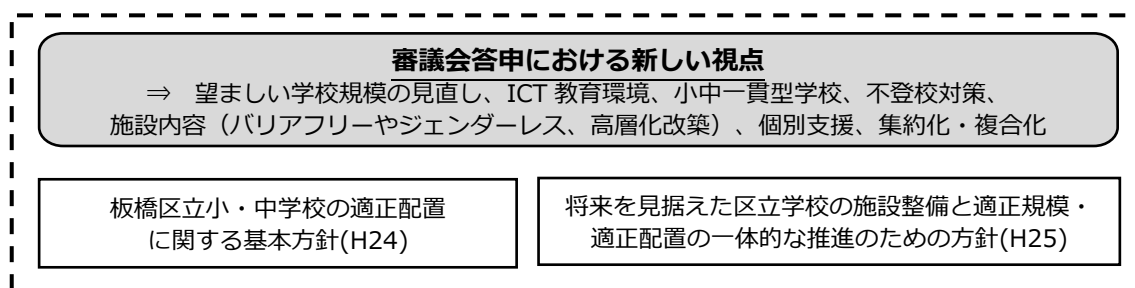 審議会答申における新しい視点
⇒ 望ましい学校規模の見直し、ICT 教育環境、小中一貫型学校、不登校対策、
施設内容（バリアフリーやジェンダーレス、高層化改築）、個別支援、集約化・複合化
板橋区立小・中学校の適正配置
に関する基本方針(H24)
将来を見据えた区立学校の施設整備と適正規模・
適正配置の一体的な推進のための方針(H25)